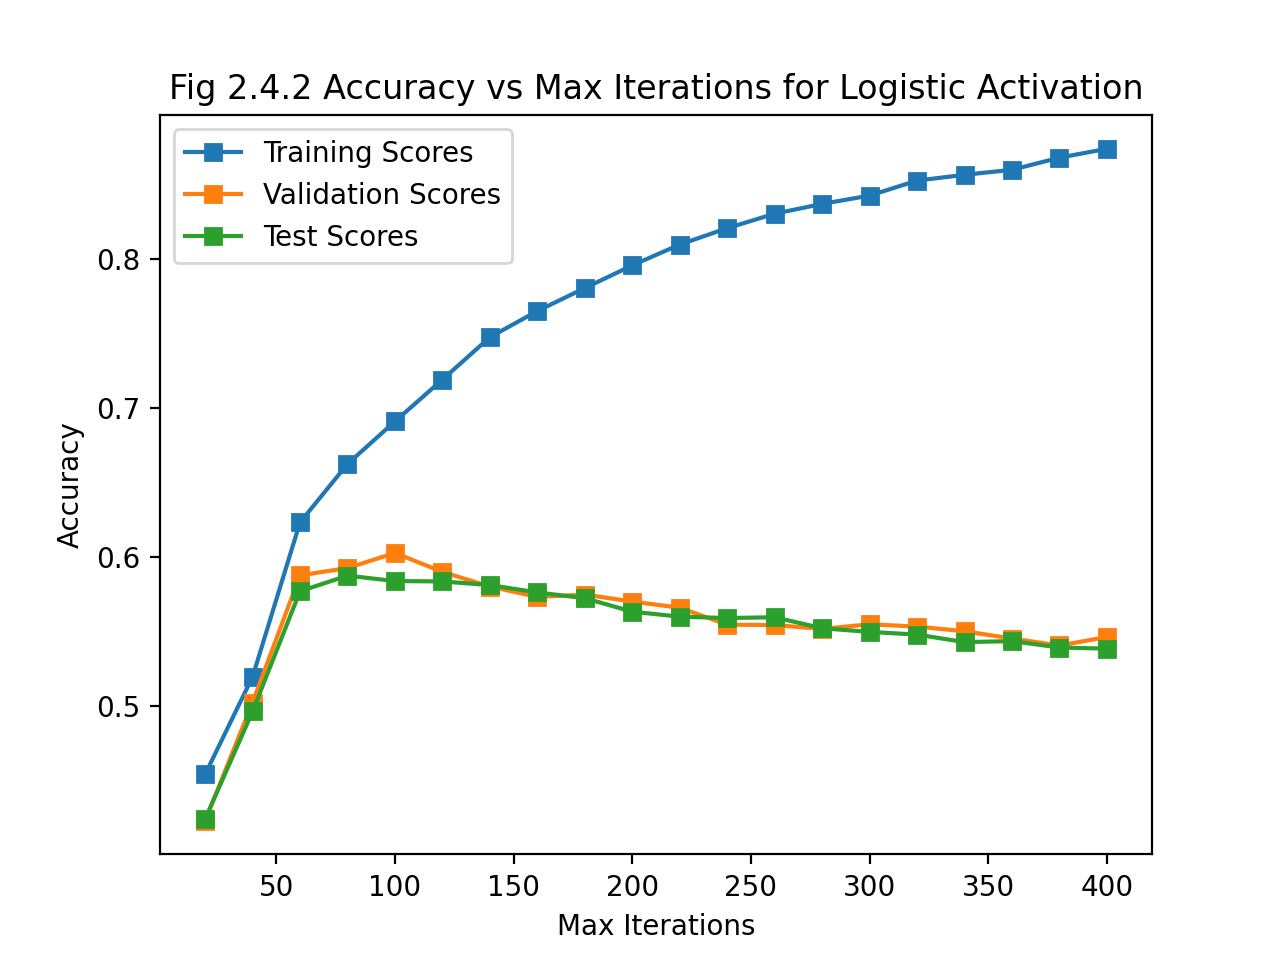 Fig 2.4.2 Accuracy vs Max Iterations for Logistic Activation
Training Scores
Validation Scores
Test Scores
Accuracy
0.8
0.7
0.6
0.5
50 100 150 200 250 300 350 400
Max Iterations